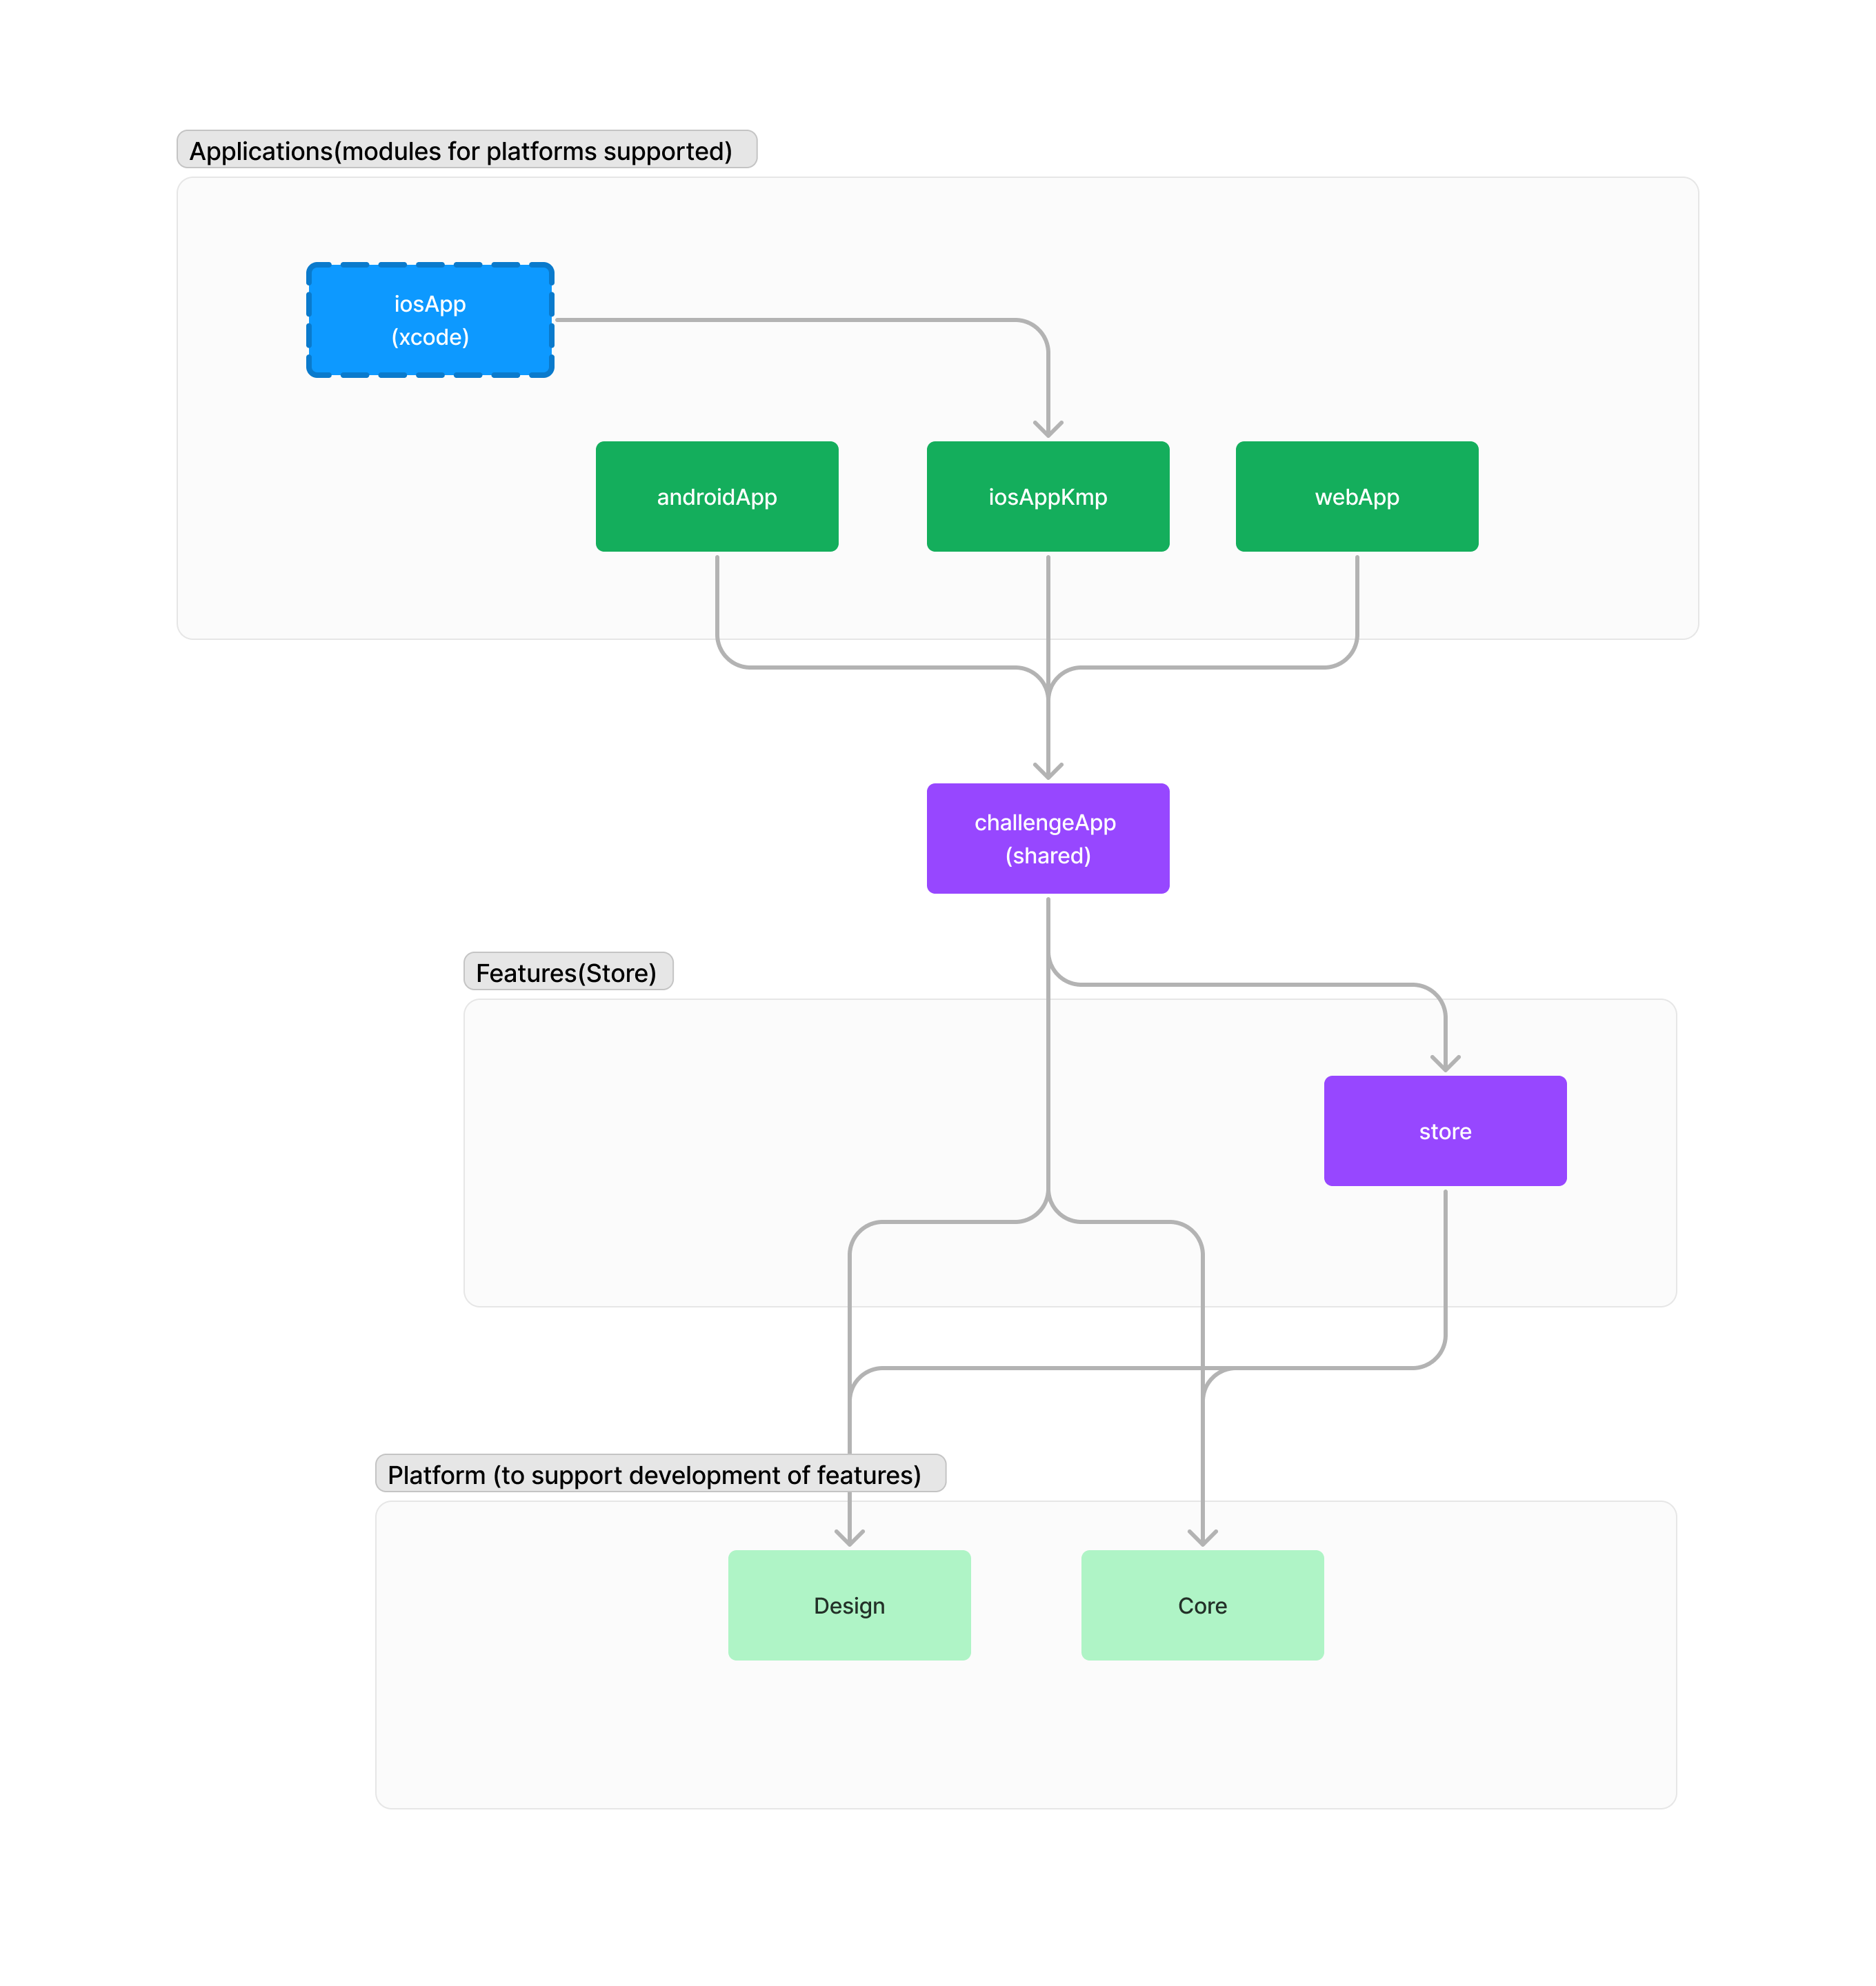 Applications(modules for platforms supported)
iosApp
(xcode)
androidApp
iosAppKmp
webApp
challengeApp
(shared)
Features(Store)
store
Platform (to support development of features)
Design
Core